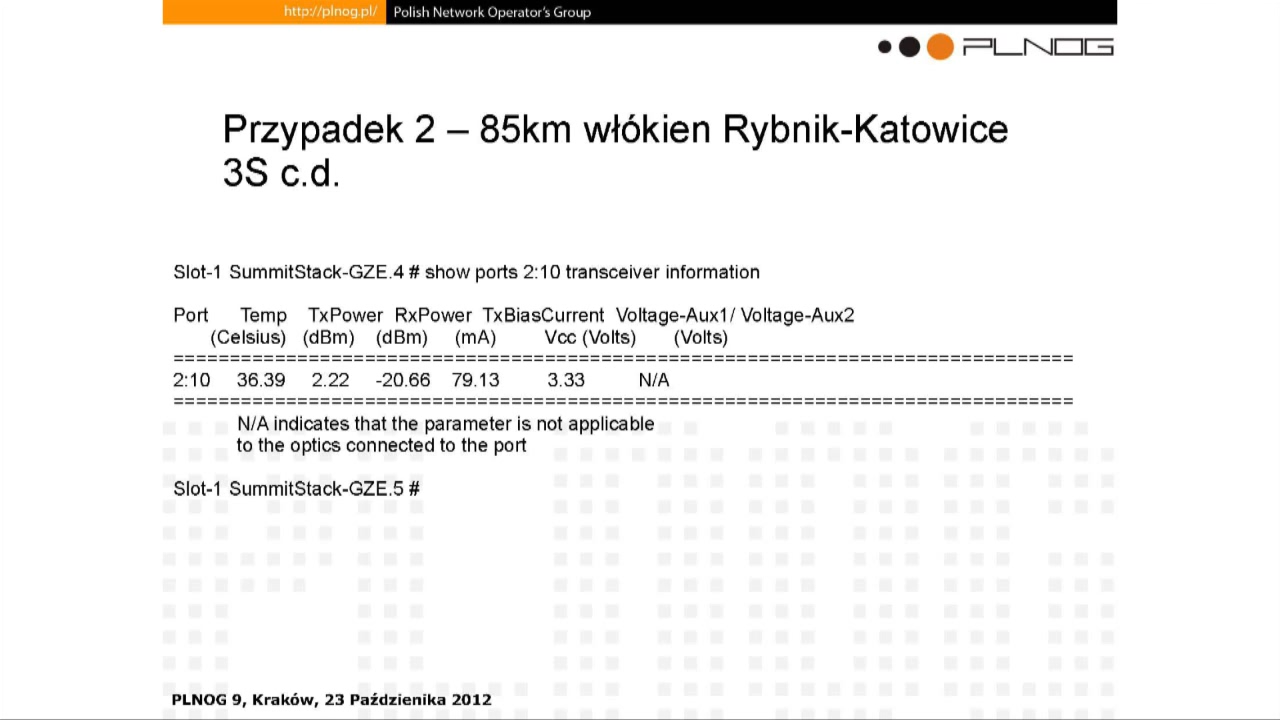 http://plnog.pl/ Polish Network Operator's Group
PLNOG
Przypadek 2 – 85km włókien Rybnik-Katowice
3S c.d.
Slot-1 SummitStack-GZE.4 # show ports 2:10 transceiver information
Port Temp TxPower RxPower TxBiasCurrent Voltage-Aux1/ Voltage-Aux2
(Celsius) (dBm) (dBm) (mA) Vcc (Volts) (Volts)
================================================================================
2:10 36.39 2.22 -20.66 79.13 3.33 N/A
================================================================================
N/A indicates that the parameter is not applicable
to the optics connected to the port
Slot-1 SummitStack-GZE.5 #
PLNOG 9, Kraków, 23 Paździenika 2012